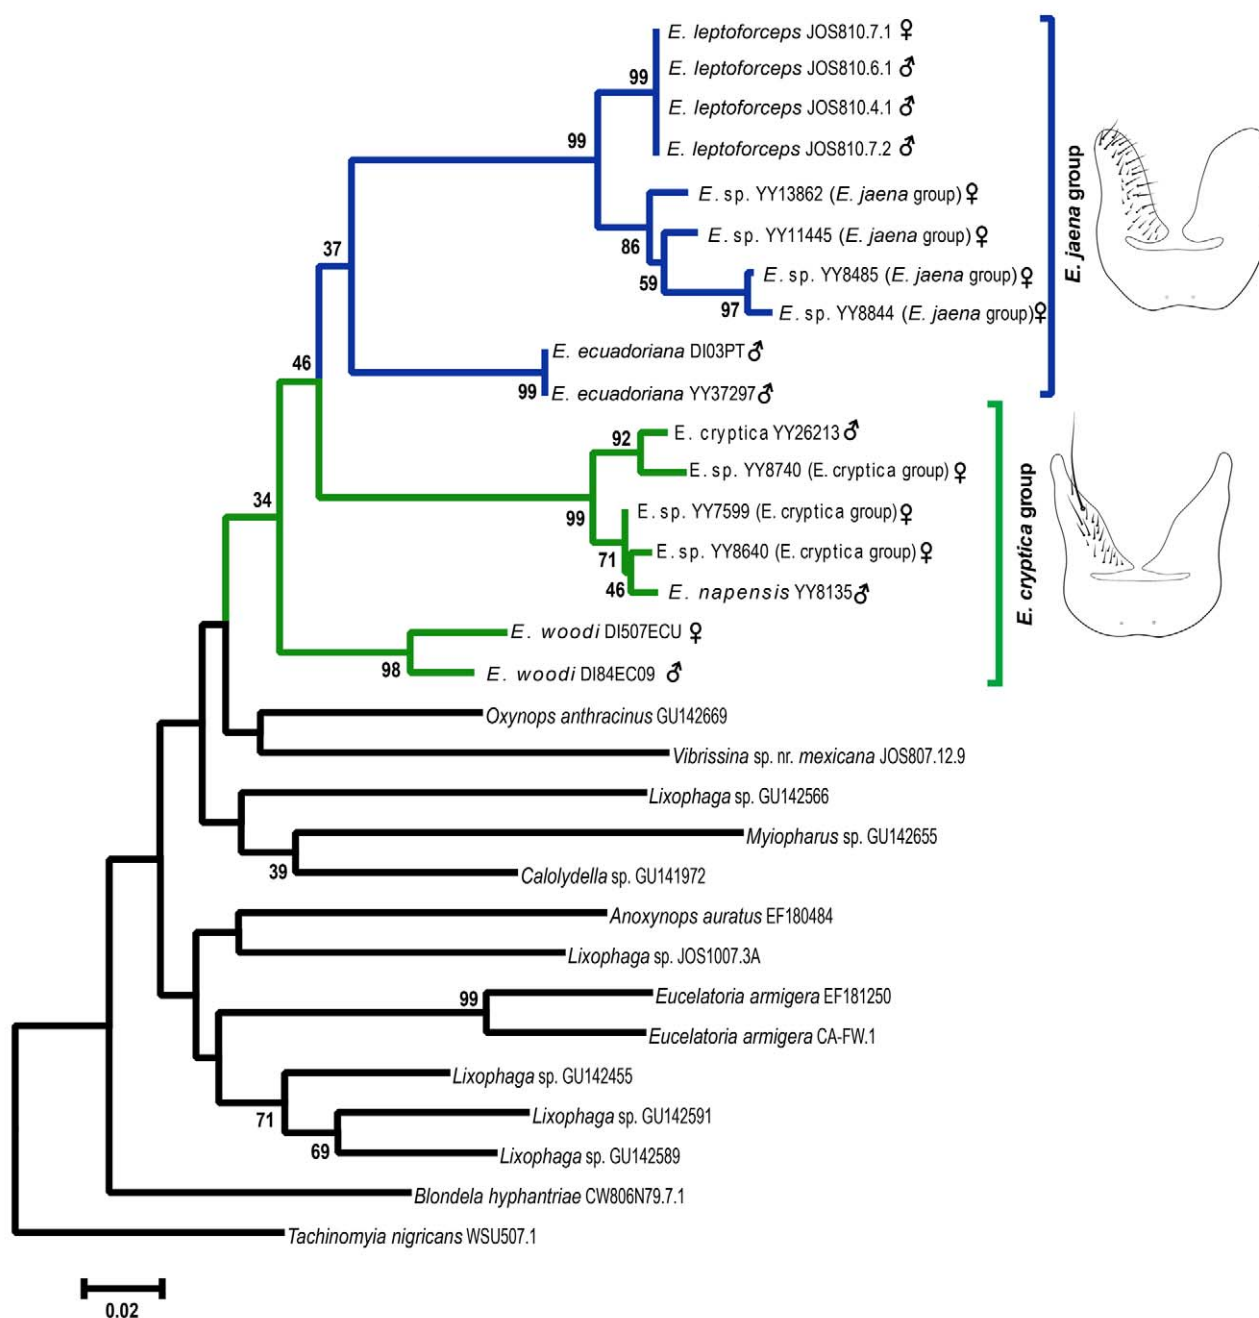 E. leptoforceps JOS810.7.1 ♀
99
E. leptoforceps JOS810.6.1 ♂
E. leptoforceps JOS810.4.1 ♂
99
E. leptoforceps JOS810.7.2 ♂
E. sp. YY13862 (E. jaena group) ♀
E. sp. YY11445 (E. jaena group) ♀
86
37
E. sp. YY8485 (E. jaena group) ♀
59
E. sp. YY8844 (E. jaena group) ♀
97
E. jaena group
E. ecuadoriana DI03PT ♂
46
E. ecuadoriana YY37297 ♂
99
E. cryptica YY26213 ♂
92
E. sp. YY8740 (E. cryptica group) ♀
34
E. sp. YY7599 (E. cryptica group) ♀
99
E. sp. YY8640 (E. cryptica group) ♀
71
E. napensis YY8135 ♂
46
E. cryptica group
E. woodi DI507ECU ♀
98
E. woodi DI84EC09 ♂
Oxynops anthracinus GU142669
Vibrissina sp. nr. mexicana JOS807.12.9
Lixophaga sp. GU142566
Myiopharus sp. GU142655
39
Calolydella sp. GU141972
Anoxynops auratus EF180484
Lixophaga sp. JOS1007.3A
99
Eucelatoria armigera EF181250
Eucelatoria armigera CA-FW.1
Lixophaga sp. GU142455
71
Lixophaga sp. GU142591
69
Lixophaga sp. GU142589
Blondela hyphantriae CW806N79.7.1
Tachinomyia nigricans WSU507.1
0.02